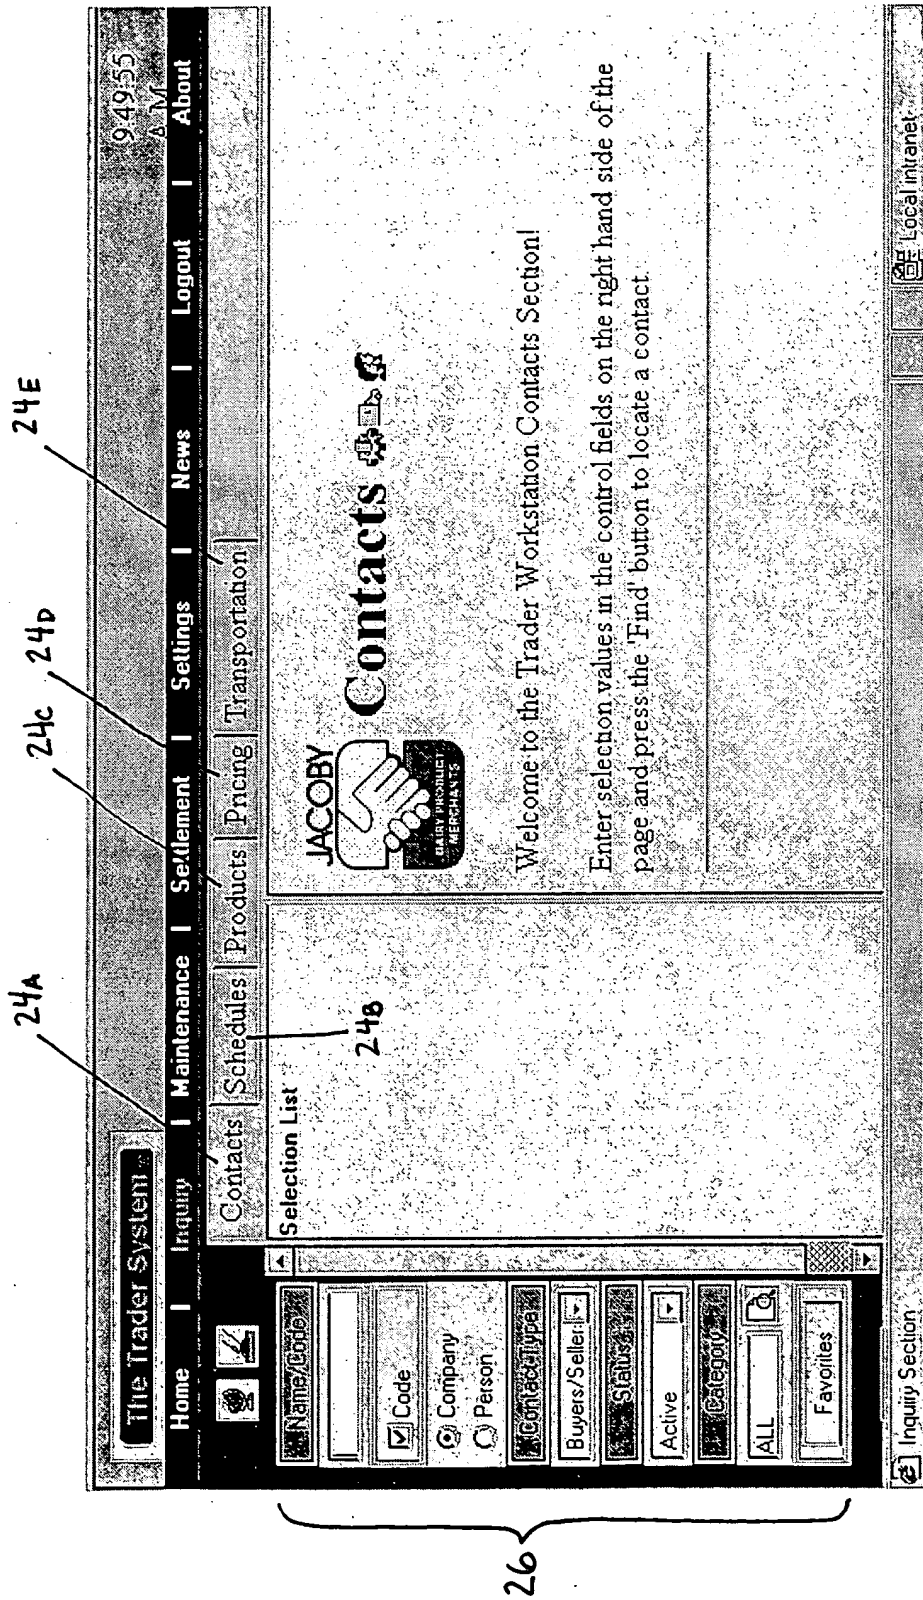 24A
24C
24D
24E
The Trader System
9:49:55
A M
Home | Inquiry | Maintenance | Settlement | Settings | News | Logout | About
Contacts | Schedules | Products | Pricing | Transportation
24B
Name/Code
Code
Company
Person
Contact Type
Buyers/Seller
Status
Active
Category
ALL
Favorites
26
Selection List
JACOBY
DAIRY PRODUCT
MERCHANTS
Contacts
Welcome to the Trader Workstation Contacts Section!
Enter selection values in the control fields on the right hand side of the
page and press the 'Find' button to locate a contact
Inquiry Section
Local intranet